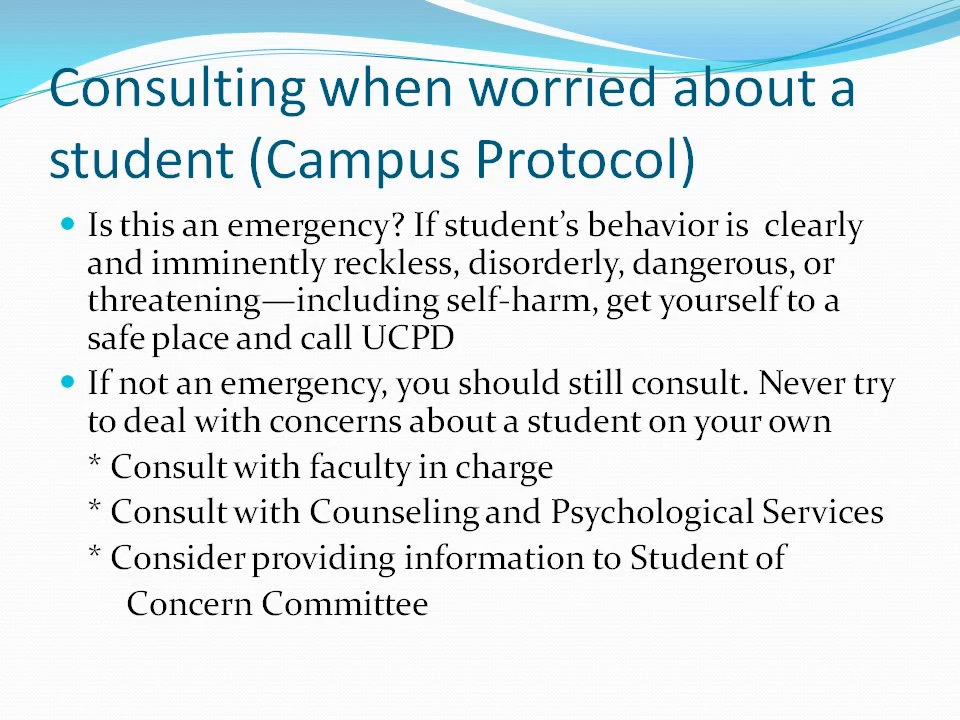 Consulting when worried about a
student (Campus Protocol)
• Is this an emergency? If student’s behavior is  clearly
and imminently reckless, disorderly, dangerous, or
threatening—including self-harm, get yourself to a
safe place and call UCPD
• If not an emergency, you should still consult. Never try
to deal with concerns about a student on your own
* Consult with faculty in charge
* Consult with Counseling and Psychological Services
* Consider providing information to Student of
Concern Committee